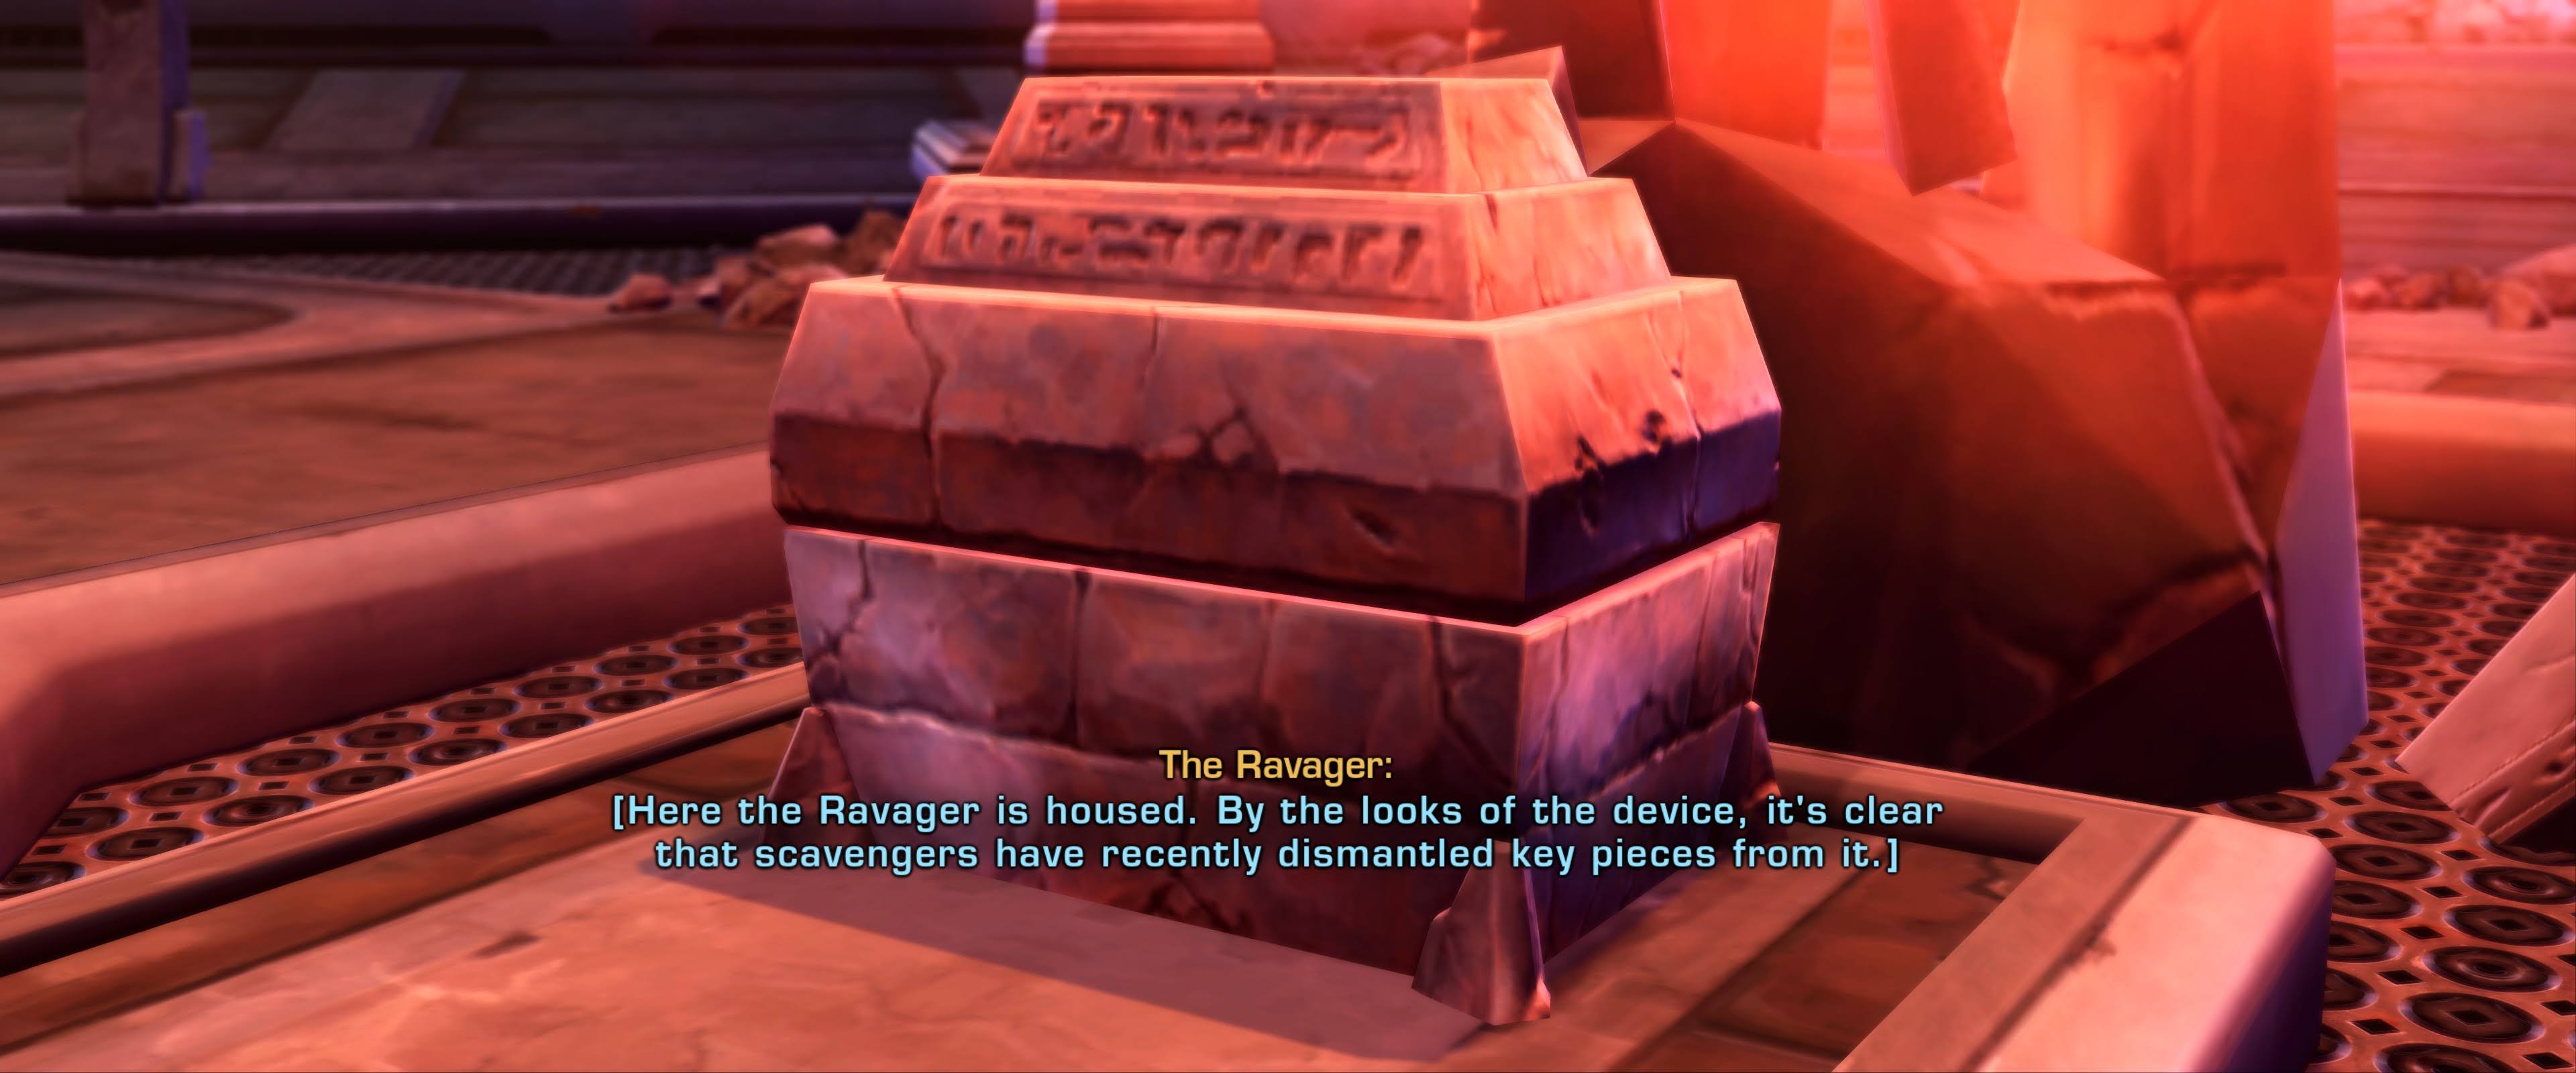 The Ravager:
[Here the Ravager is housed. By the looks of the device, it's clear
that scavengers have recently dismantled key pieces from it.]